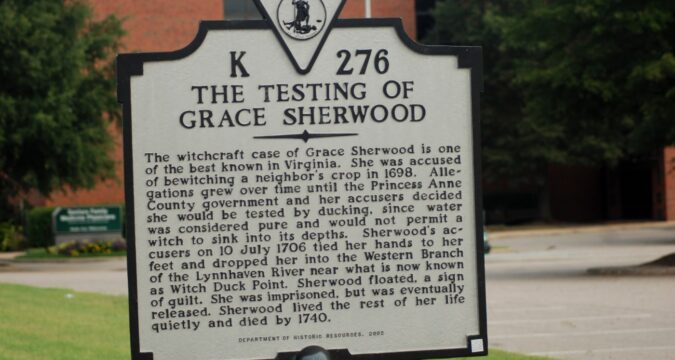 K 276
THE TESTING OF
GRACE SHERWOOD
The witchcraft case of Grace Sherwood is one
of the best known in Virginia. She was accused
of bewitching a neighbor's crop in 1698. Alle-
gations grew over time until the Princess Anne
County government and her accusers decided
she would be tested by ducking, since water
was considered pure and would not permit a
witch to sink into its depths. Sherwood's ac-
cusers on 10 July 1706 tied her hands to her
feet and dropped her into the Western Branch
of the Lynnhaven River near what is now known
as Witch Duck Point. Sherwood floated, a sign
of guilt. She was imprisoned, but was eventually
released. Sherwood lived the rest of her life
quietly and died by 1740.
DEPARTMENT OF HISTORIC RESOURCES, 2002